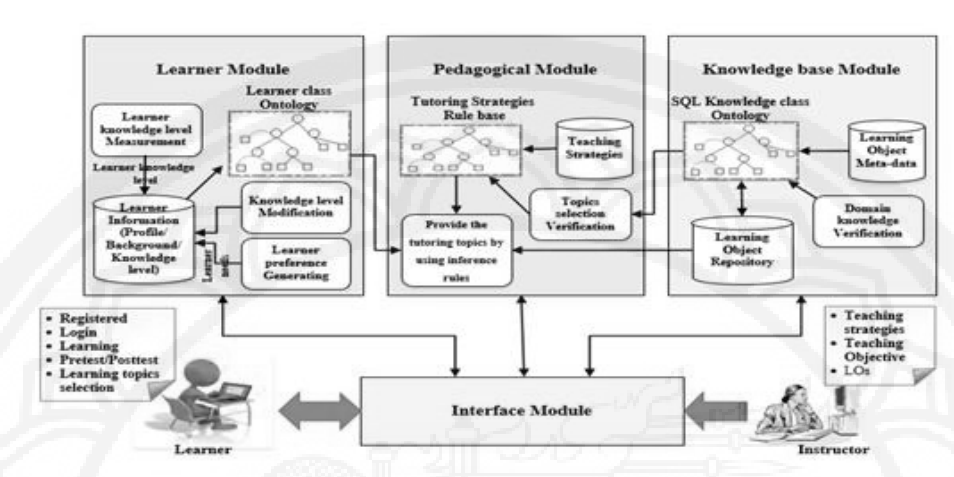 Learner Module
Learner class
Ontology
Learner
knowledge level
Measurement
Learner knowledge
level
Learner
Information
(Profile/
Background/
Knowledge
level)
Knowledge level
Modification
Learner
preference
Generating
Learner
Pedagogical Module
Tutoring Strategies
Rule base
Teaching
Strategies
Topics
selection
Verification
Provide the
tutoring topics by
using inference
rules
Knowledge base Module
SQL Knowledge class
Ontology
Learning
Object
Meta-data
Domain
knowledge
Verification
Learning
Object
Repository
• Registered
• Login
• Learning
• Pretest/Posttest
• Learning topics
selection
Learner
Interface Module
• Teaching
strategies
• Teaching
Objective
• LOs
Instructor